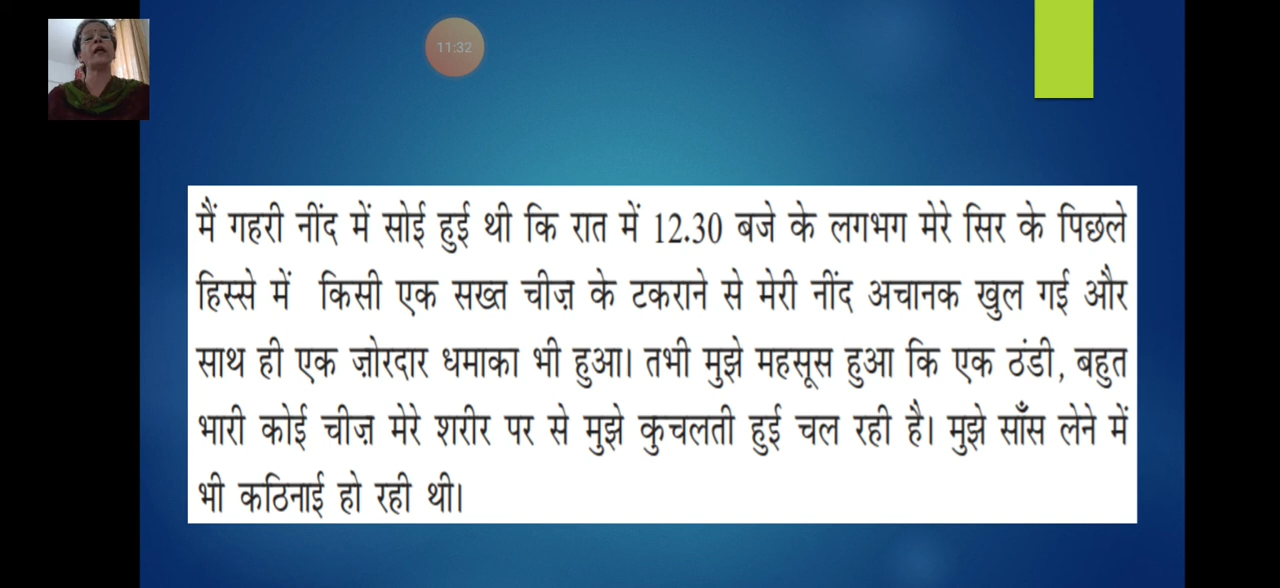 11:32
मैं गहरी नींद में सोई हुई थी कि रात में 12.30 बजे के लगभग मेरे सिर के पिछले
हिस्से में किसी एक सख्त चीज़ के टकराने से मेरी नींद अचानक खुल गई और
साथ ही एक ज़ोरदार धमाका भी हुआ। तभी मुझे महसूस हुआ कि एक ठंडी, बहुत
भारी कोई चीज़ मेरे शरीर पर से मुझे कुचलती हुई चल रही है। मुझे साँस लेने में
भी कठिनाई हो रही थी।